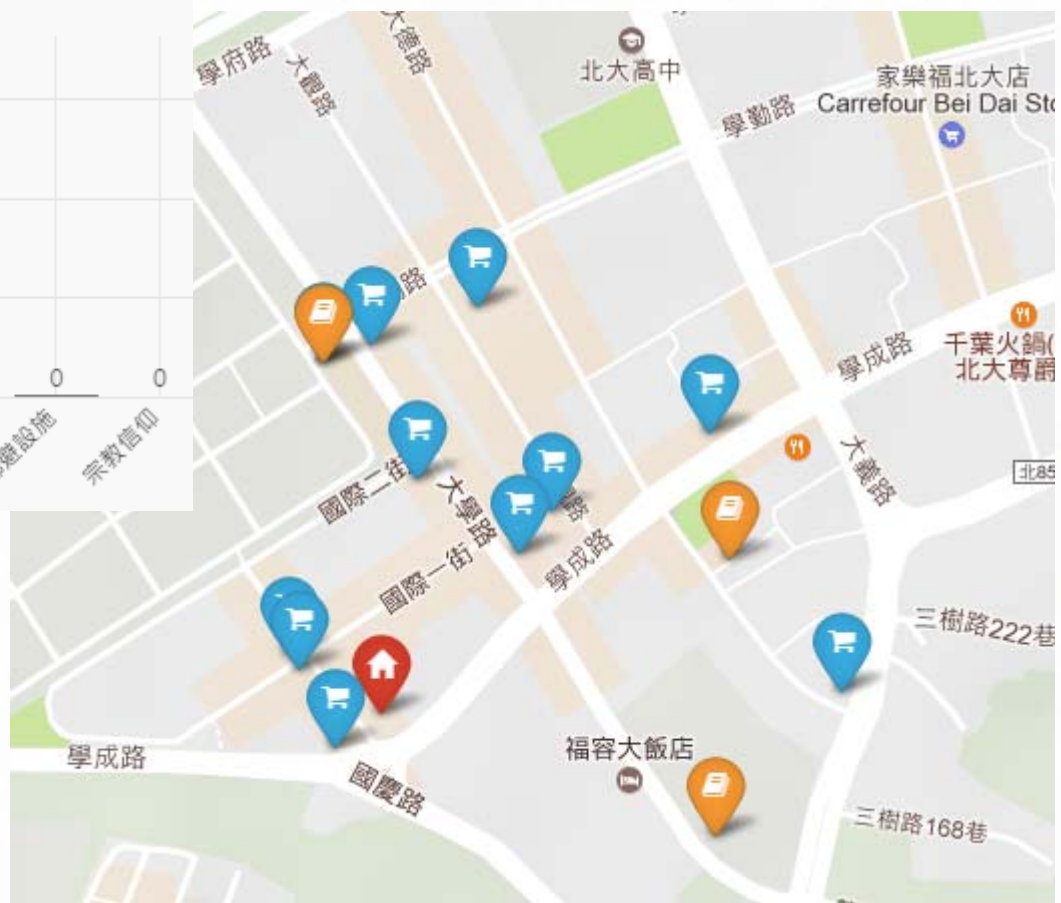 0
0
避設施
宗教信仰
學府路
大觀路
大德路
北大高中
家樂福北大店
Carrefour Bei Dai Sto
學勤路
路
學成路
千葉火鍋(
北大尊爵
國際二街
大學路
大義路
北85
國際一街
學成路
三樹路222巷
學成路
國慶路
福容大飯店
三樹路168巷